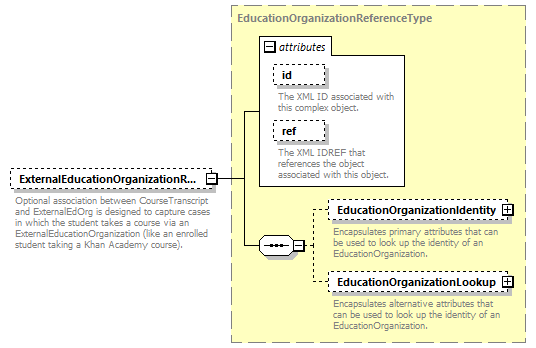 EducationOrganizationReferenceType
attributes
id
The XML ID associated with
this complex object.
ref
The XML IDREF that
references the object
associated with this object.
ExternalEducationOrganizationR...
Optional association between CourseTranscript
and ExternalEdOrg is designed to capture cases
in which the student takes a course via an
ExternalEducationOrganization (like an enrolled
student taking a Khan Academy course).
EducationOrganizationIdentity
Encapsulates primary attributes that can
be used to look up the identity of an
EducationOrganization.
EducationOrganizationLookup
Encapsulates alternative attributes that
can be used to look up the identity of an
EducationOrganization.